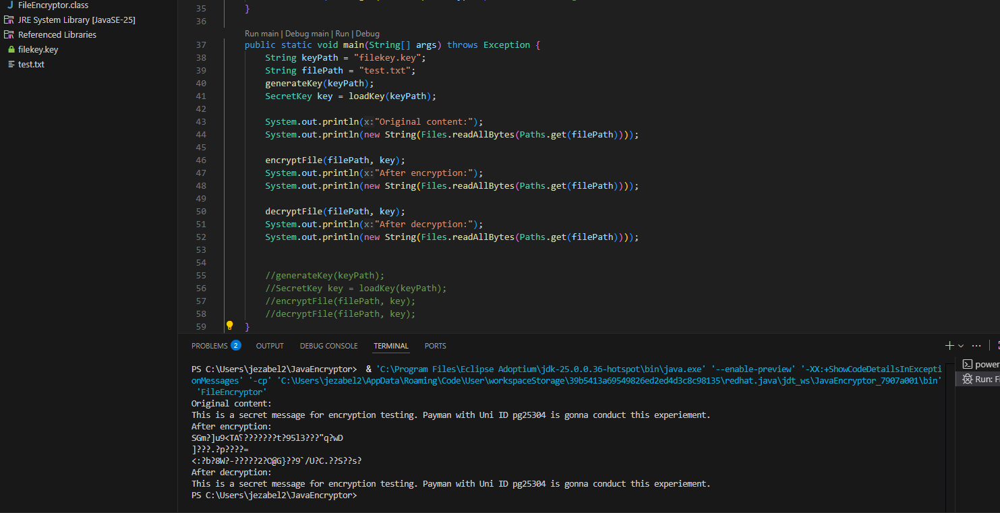 FileEncryptor.class
JRE System Library [JavaSE-25]
Referenced Libraries
filekey.key
test.txt
35 }
36
Run main | Debug main | Run | Debug
37 public static void main(String[] args) throws Exception {
38 String keyPath = "filekey.key";
39 String filePath = "test.txt";
40 generateKey(keyPath);
41 SecretKey key = loadKey(keyPath);
42
43 System.out.println(x:"Original content:");
44 System.out.println(new String(Files.readAllBytes(Paths.get(filePath))));
45
46 encryptFile(filePath, key);
47 System.out.println(x:"After encryption:");
48 System.out.println(new String(Files.readAllBytes(Paths.get(filePath))));
49
50 decryptFile(filePath, key);
51 System.out.println(x:"After decryption:");
52 System.out.println(new String(Files.readAllBytes(Paths.get(filePath))));
53
54
55 //generateKey(keyPath);
56 //SecretKey key = loadKey(keyPath);
57 //encryptFile(filePath, key);
58 //decryptFile(filePath, key);
59 }
PROBLEMS 2 OUTPUT DEBUG CONSOLE TERMINAL PORTS
PS C:\Users\jezabel2\JavaEncryptor> & 'C:\Program Files\Eclipse Adoptium\jdk-25.0.0.36-hotspot\bin\java.exe' '--enable-preview' '-XX:+ShowCodeDetailsInExcepti
onMessages' '-cp' 'C:\Users\jezabel2\AppData\Roaming\Code\User\workspaceStorage\39b5413a69549826ed2ed4d3c8c98135\redhat.java\jdt_ws\JavaEncryptor_7907a001\bin'
'FileEncryptor'
Original content:
This is a secret message for encryption testing. Payman with Uni ID pg25304 is gonna conduct this experiement.
After encryption:
]???.?p????=
After decryption:
This is a secret message for encryption testing. Payman with Uni ID pg25304 is gonna conduct this experiement.
PS C:\Users\jezabel2\JavaEncryptor>
power
Run: Fi